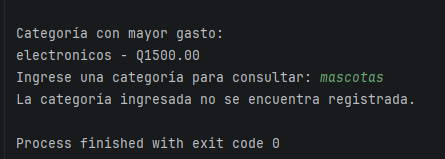 Categoría con mayor gasto:
electronicos - Q1500.00
Ingrese una categoría para consultar: mascotas
La categoría ingresada no se encuentra registrada.
Process finished with exit code 0